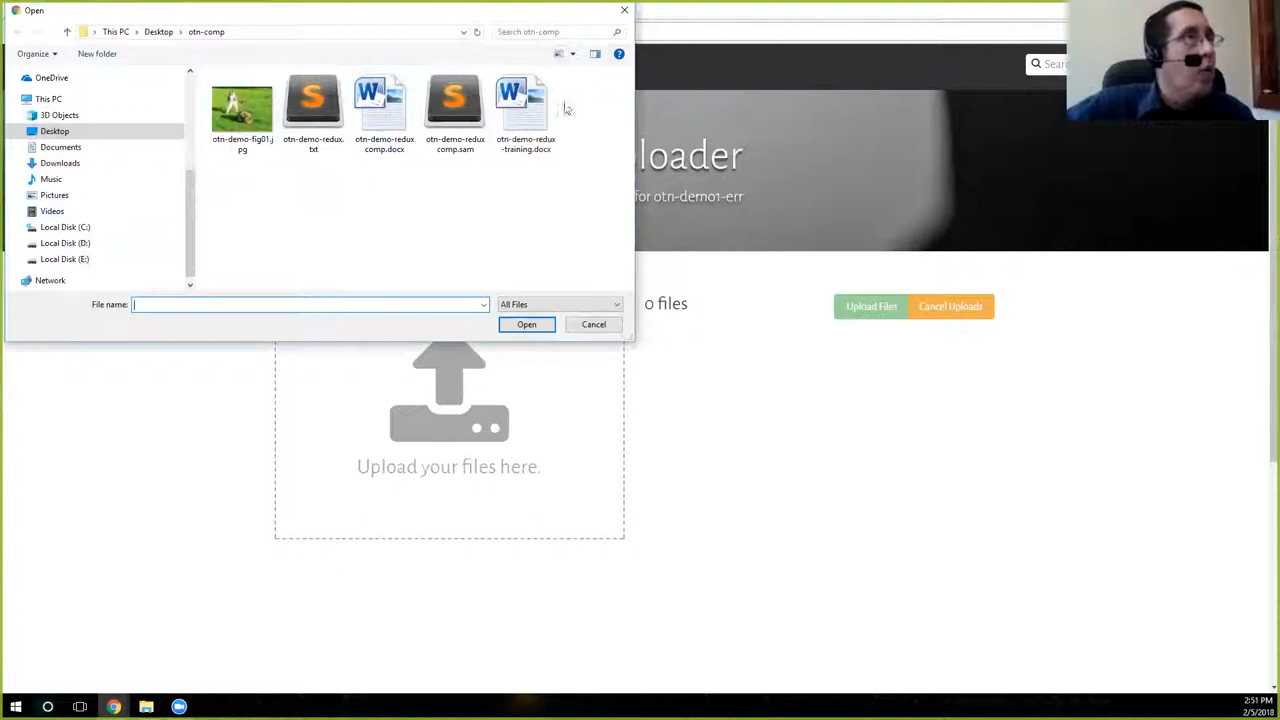 Open
This PC
Desktop
otn-comp
Search otn-comp
Organize
New folder
OneDrive
This PC
3D Objects
Desktop
Documents
Downloads
Music
Pictures
Videos
Local Disk (C:)
Local Disk (D:)
Local Disk (E:)
Network
otn-demo-fig01.j
pg
otn-demo-redux.
txt
otn-demo-redux
comp.docx
otn-demo-redux
comp.sam
otn-demo-redux
-training.docx
S
W
S
W
File name:
All Files
Open
Cancel
Sear
loader
for otn-demo1-err
0 files
Upload Files
Cancel Uploads
Upload your files here.
2:51 PM
2/5/2018